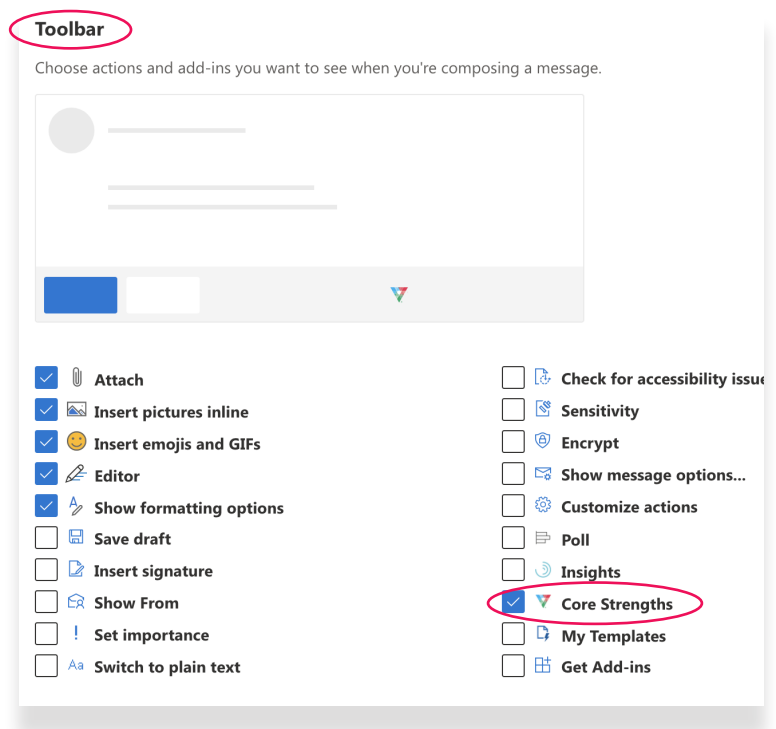 Toolbar
Choose actions and add-ins you want to see when you're composing a message.
Attach
Insert pictures inline
Insert emojis and GIFs
Editor
Show formatting options
Save draft
Insert signature
Show From
Set importance
Aa Switch to plain text
Check for accessibility issue
Sensitivity
Encrypt
Show message options...
Customize actions
Poll
Insights
Core Strengths
My Templates
Get Add-ins